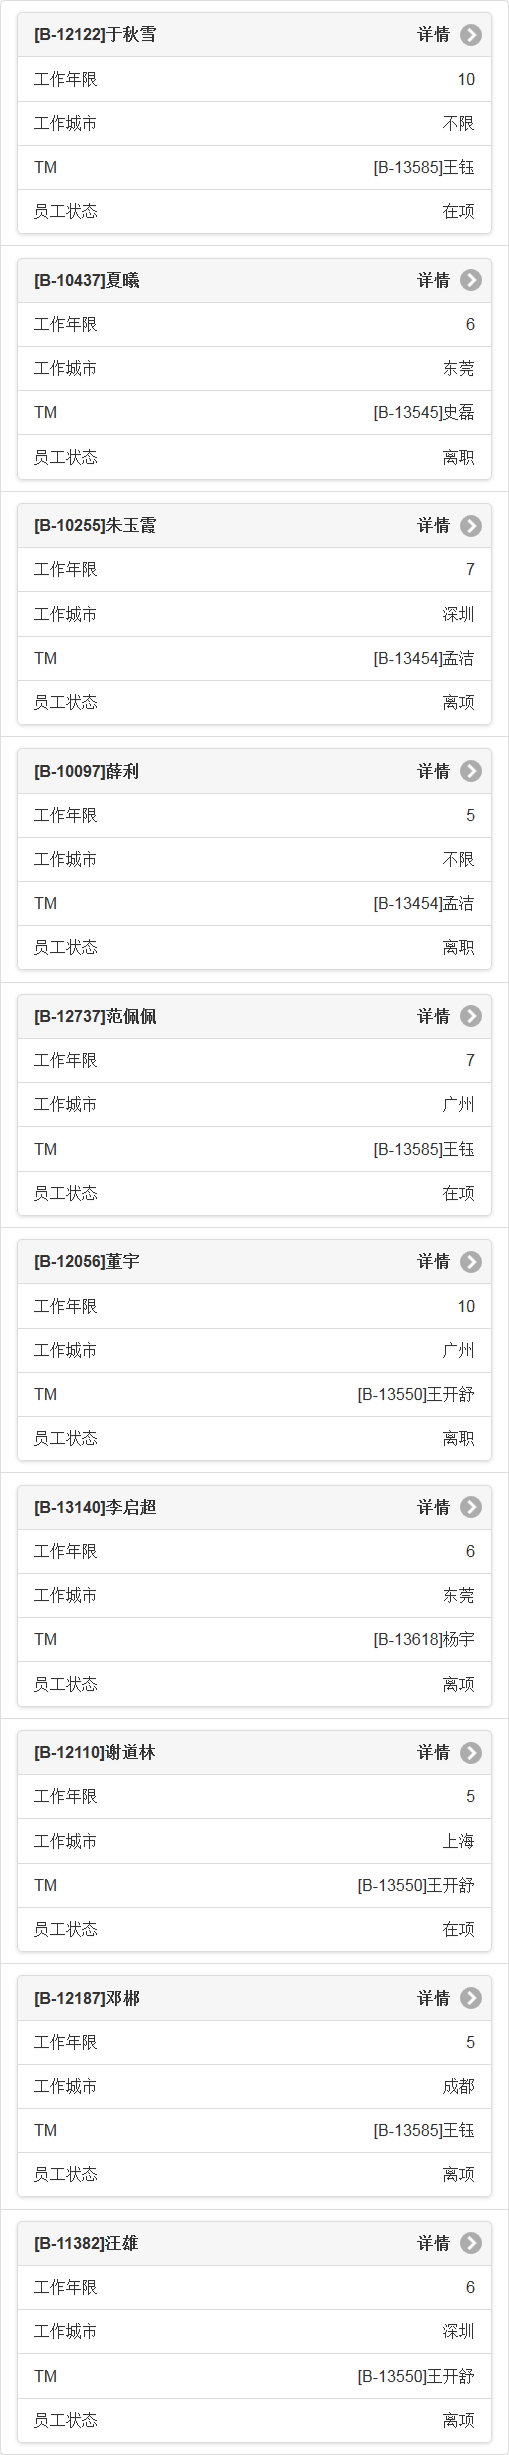 [B-12122]于秋雪 详情
工作年限 10
工作城市 不限
TM [B-13585]王钰
员工状态 在项
[B-10437]夏曦 详情
工作年限 6
工作城市 东莞
TM [B-13545]史磊
员工状态 离职
[B-10255]朱玉霞 详情
工作年限 7
工作城市 深圳
TM [B-13454]孟洁
员工状态 离项
[B-10097]薛利 详情
工作年限 5
工作城市 不限
TM [B-13454]孟洁
员工状态 离职
[B-12737]范佩佩 详情
工作年限 7
工作城市 广州
TM [B-13585]王钰
员工状态 在项
[B-12056]董宇 详情
工作年限 10
工作城市 广州
TM [B-13550]王开舒
员工状态 离职
[B-13140]李启超 详情
工作年限 6
工作城市 东莞
TM [B-13618]杨宇
员工状态 离项
[B-12110]谢道林 详情
工作年限 5
工作城市 上海
TM [B-13550]王开舒
员工状态 在项
[B-12187]邓郴 详情
工作年限 5
工作城市 成都
TM [B-13585]王钰
员工状态 离项
[B-11382]汪雄 详情
工作年限 6
工作城市 深圳
TM [B-13550]王开舒
员工状态 离项